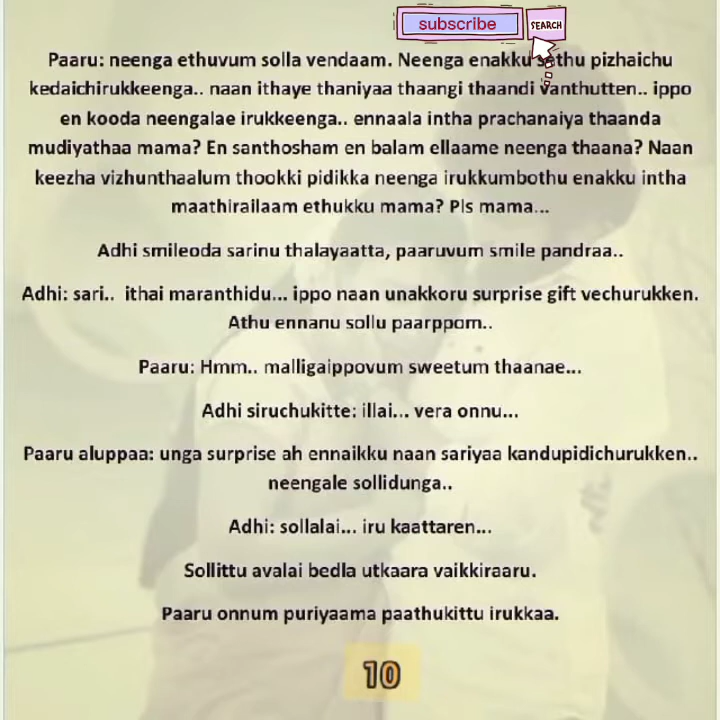 subscribe
SEARCH
Paaru: neenga ethuvum solla vendaam. Neenga enakku sethu pizhaichu
kedaichirukkeenga.. naan ithaye thaniyaa thaangi thaandi vanthutten.. ippo
en kooda neengalae irukkeenga.. ennaala intha prachanaiya thaanda
mudiyathaa mama? En santhosham en balam ellaame neenga thaana? Naan
keezha vizhunthaalum thookki pidikka neenga irukkumbothu enakku intha
maathirailaam ethukku mama? Pls mama...
Adhi smileoda sarinu thalayaatta, paaruvum smile pandraa..
Adhi: sari.. ithai maranthidu... ippo naan unakkoru surprise gift vechurukken.
Athu ennanu sollu paarppom..
Paaru: Hmm.. malligaippovum sweetum thaanae...
Adhi siruchukitte: illai... vera onnu...
Paaru aluppaa: unga surprise ah ennaikku naan sariyaa kandupidichurukken..
neengale sollidunga..
Adhi: sollalai... iru kaattaren...
Sollittu avalai bedla utkaara vaikkiraaru.
Paaru onnum puriyaama paathukittu irukkaa.
10